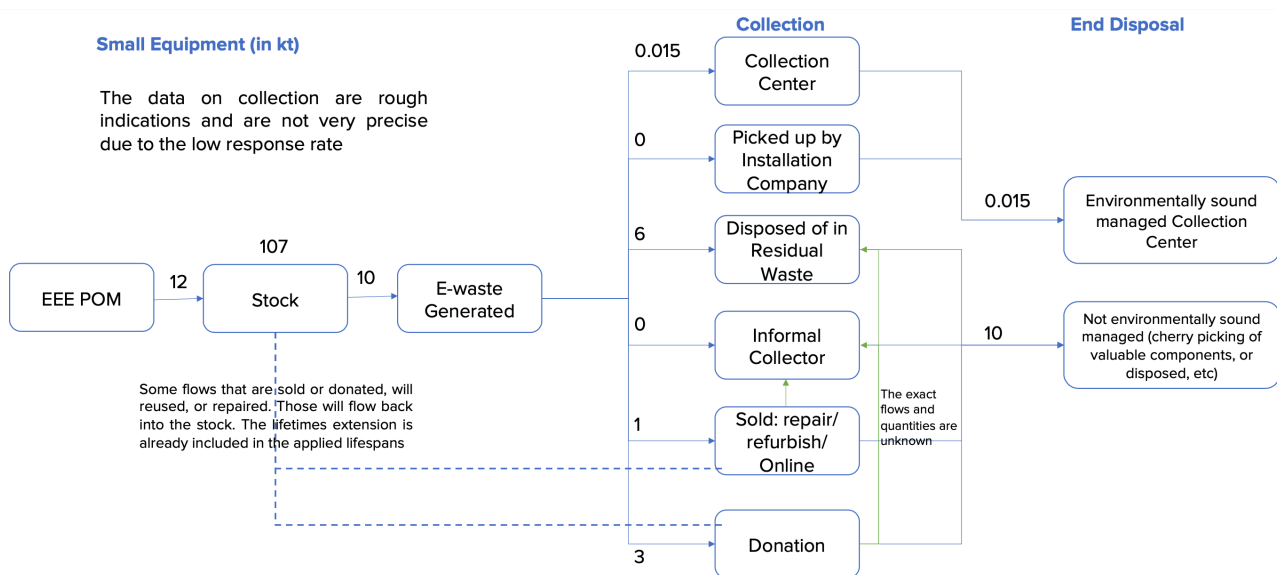 Small Equipment (in kt)
Collection
End Disposal
The data on collection are rough
indications and are not very precise
due to the low response rate
0.015
Collection
Center
0
Picked up by
Installation
Company
6
Disposed of in
Residual
Waste
0.015
Environmentally sound
managed Collection
Center
EEE POM
12
107
Stock
10
E-waste
Generated
0
Informal
Collector
10
Not environmentally sound
managed (cherry picking of
valuable components, or
disposed, etc)
Some flows that are sold or donated, will
reused, or repaired. Those will flow back
into the stock. The lifetimes extension is
already included in the applied lifespans
1
Sold: repair/
refurbish/
Online
The exact
flows and
quantities are
unknown
3
Donation